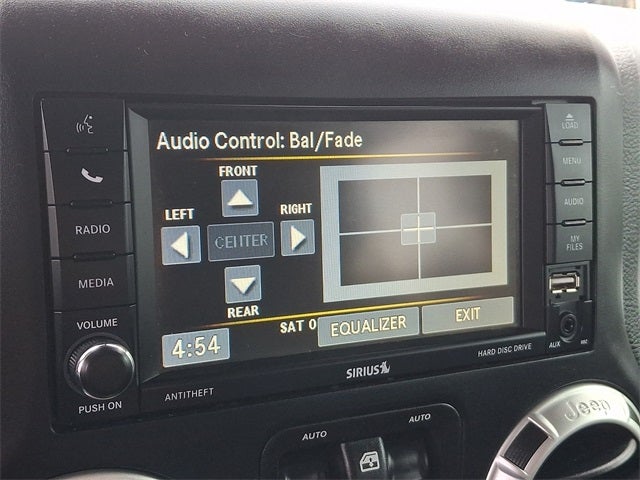 LOAD
Audio Control: Bal/Fade
MENU
FRONT
RADIO
LEFT
RIGHT
AUDIO
CENTER
MY
FILES
MEDIA
REAR
VOLUME
SAT 0
EQUALIZER
EXIT
4:54
AUX
HARD DISC DRIVE
SIRIUS
PUSH ON
ANTITHEFT
AUTO
AUTO
Jeep